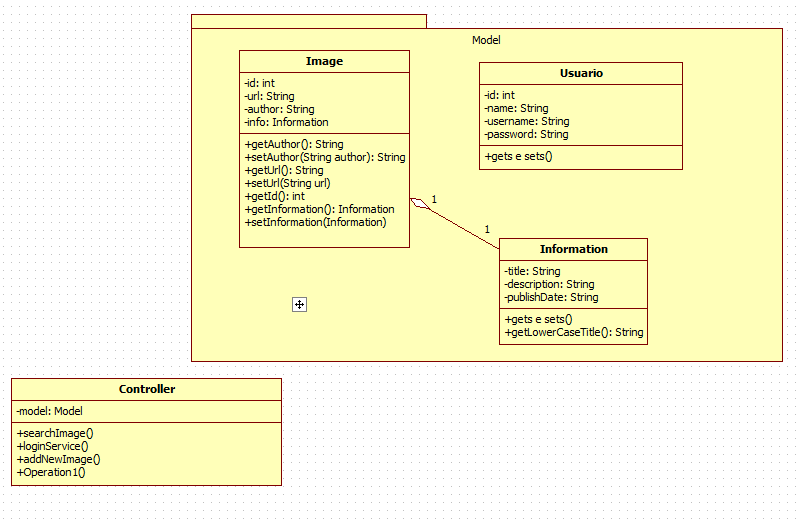 Model
Image
-id: int
-url: String
-author: String
-info: Information
+getAuthor(): String
+setAuthor(String author): String
+getUrl(): String
+setUrl(String url)
+getId(): int
+getInformation(): Information
+setInformation(Information)
Usuario
-id: int
-name: String
-username: String
-password: String
+gets e sets()
1
1
Information
-title: String
-description: String
-publishDate: String
+gets e sets()
+getLowerCaseTitle(): String
Controller
-model: Model
+searchImage()
+loginService()
+addNewImage()
+Operation1()